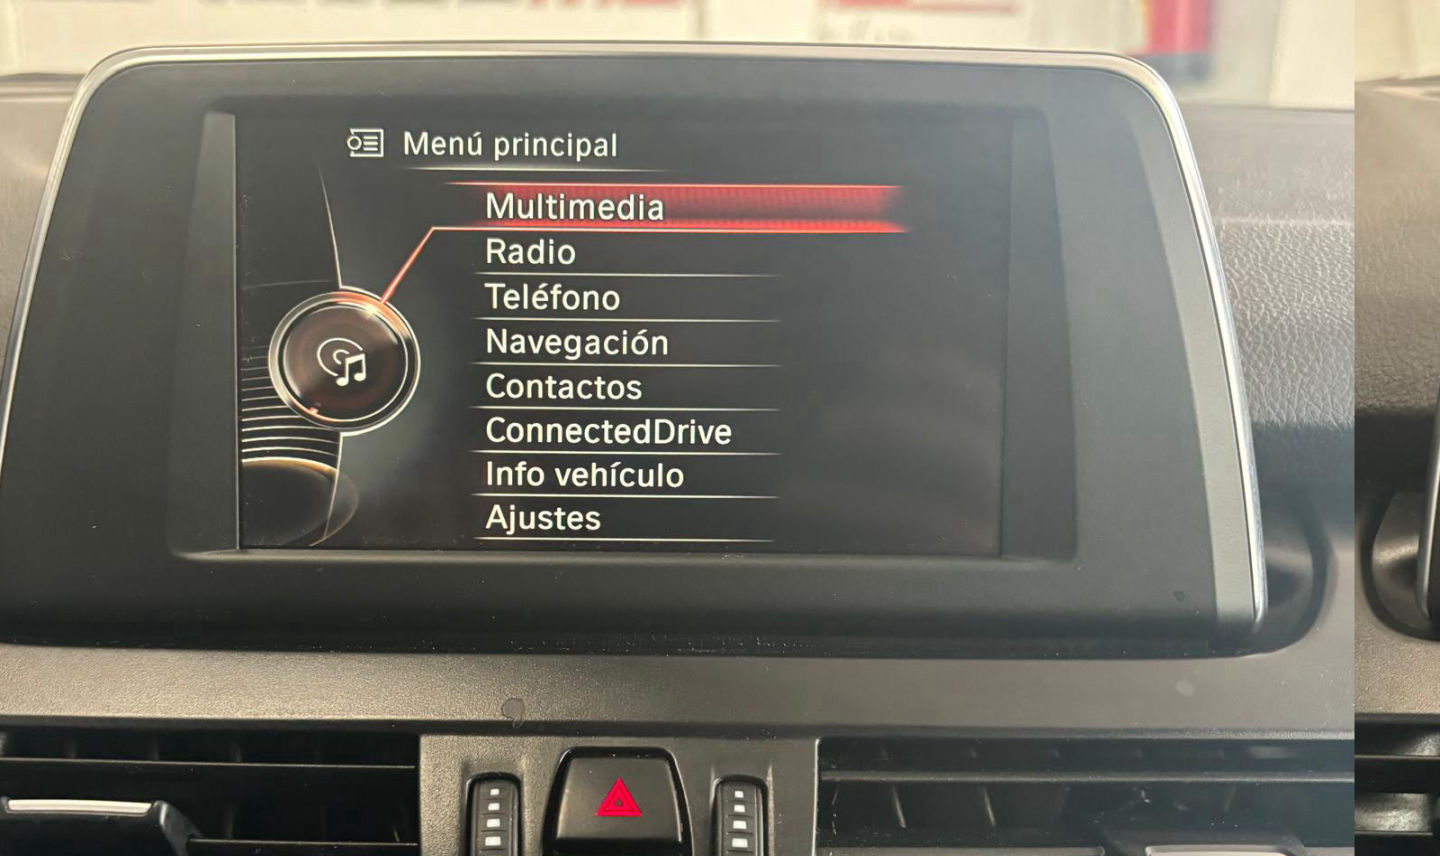 Menú principal
Multimedia
Radio
Teléfono
Navegación
Contactos
ConnectedDrive
Info vehículo
Ajustes